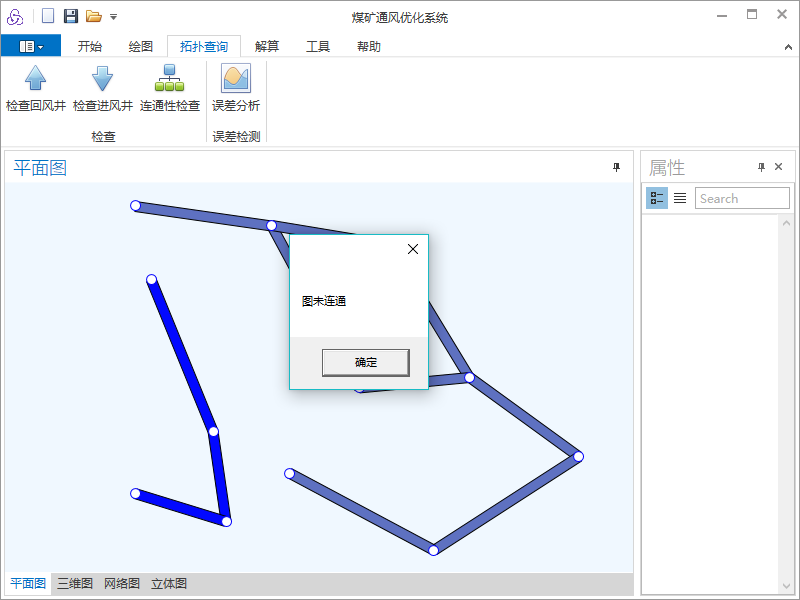 煤矿通风优化系统
开始 绘图 拓扑查询 解算 工具 帮助
检查回风井 检查进风井 连通性检查 误差分析
检查 误差检测
平面图
属性
Search
图未连通
确定
平面图 三维图 网络图 立体图